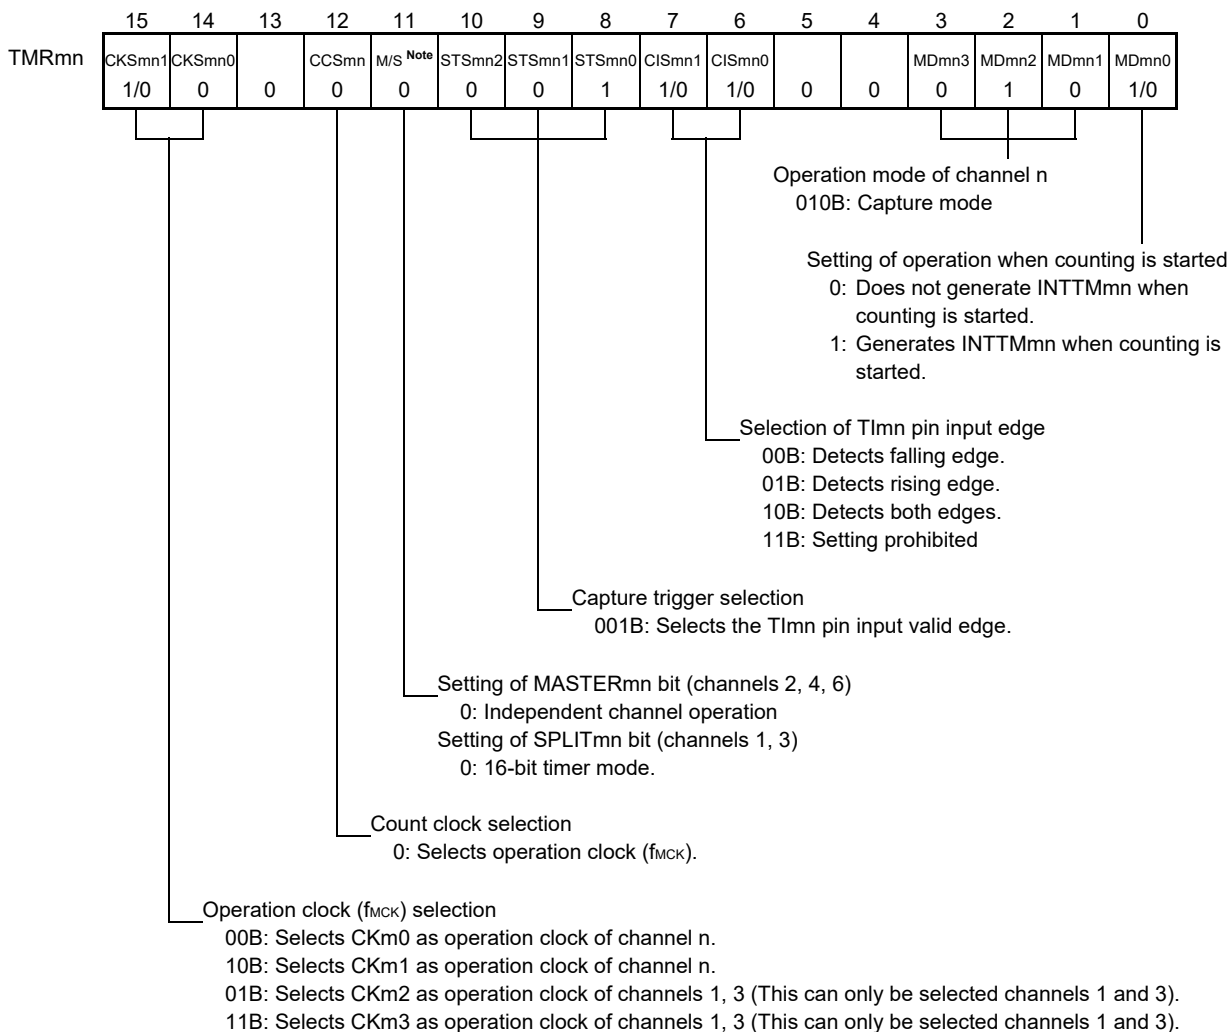 15 14 13 12 11 10 9 8 7 6 5 4 3 2 1 0
TMRmn CKSmn1 CKSmn0 CCSmn M/S Note STSmn2 STSmn1 STSmn0 CISmn1 CISmn0 MDmn3 MDmn2 MDmn1 MDmn0
1/0 0 0 0 0 0 0 1 1/0 1/0 0 0 0 1 0 1/0
Operation mode of channel n
010B: Capture mode
Setting of operation when counting is started
0: Does not generate INTTMmn when
counting is started.
1: Generates INTTMmn when counting is
started.
Selection of TImn pin input edge
00B: Detects falling edge.
01B: Detects rising edge.
10B: Detects both edges.
11B: Setting prohibited
Capture trigger selection
001B: Selects the TImn pin input valid edge.
Setting of MASTERmn bit (channels 2, 4, 6)
0: Independent channel operation
Setting of SPLITmn bit (channels 1, 3)
0: 16-bit timer mode.
Count clock selection
0: Selects operation clock (fMCK).
Operation clock (fMCK) selection
00B: Selects CKm0 as operation clock of channel n.
10B: Selects CKm1 as operation clock of channel n.
01B: Selects CKm2 as operation clock of channels 1, 3 (This can only be selected channels 1 and 3).
11B: Selects CKm3 as operation clock of channels 1, 3 (This can only be selected channels 1 and 3).